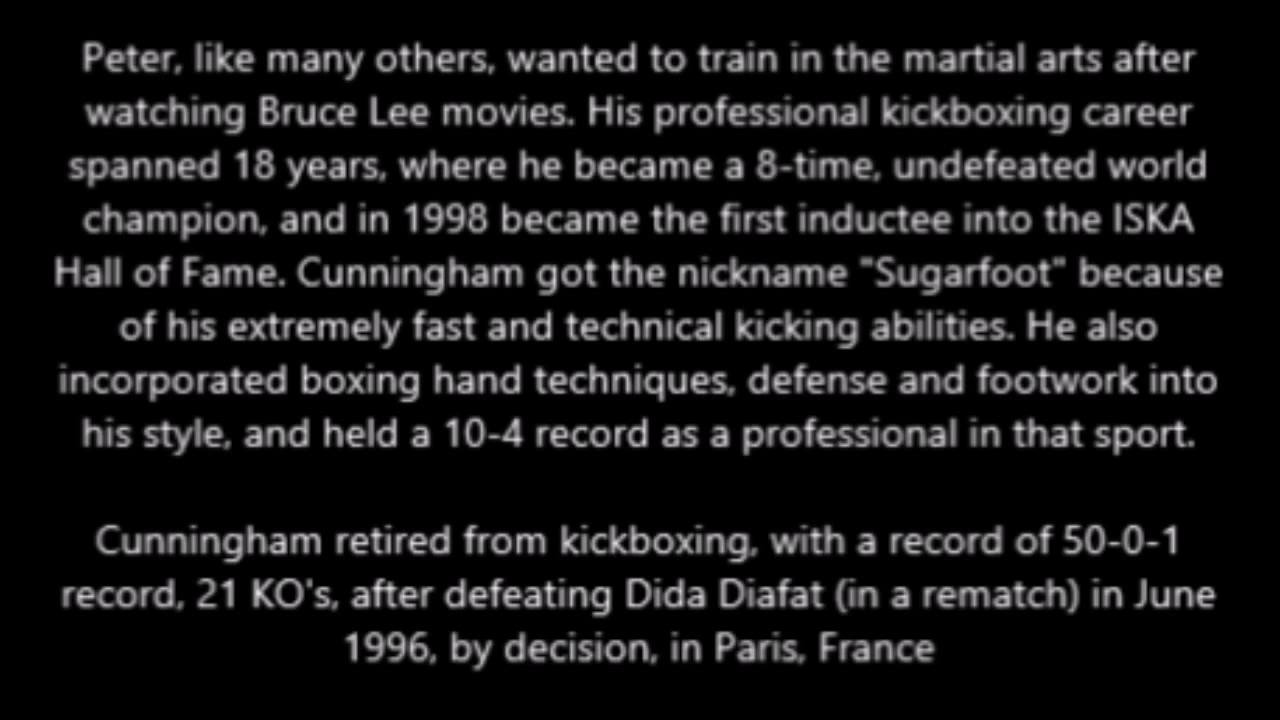 Peter, like many others, wanted to train in the martial arts after
watching Bruce Lee movies. His professional kickboxing career
spanned 18 years, where he became a 8-time, undefeated world
champion, and in 1998 became the first inductee into the ISKA
Hall of Fame. Cunningham got the nickname "Sugarfoot" because
of his extremely fast and technical kicking abilities. He also
incorporated boxing hand techniques, defense and footwork into
his style, and held a 10-4 record as a professional in that sport.
Cunningham retired from kickboxing, with a record of 50-0-1
record, 21 KO's, after defeating Dida Diafat (in a rematch) in June
1996, by decision, in Paris, France